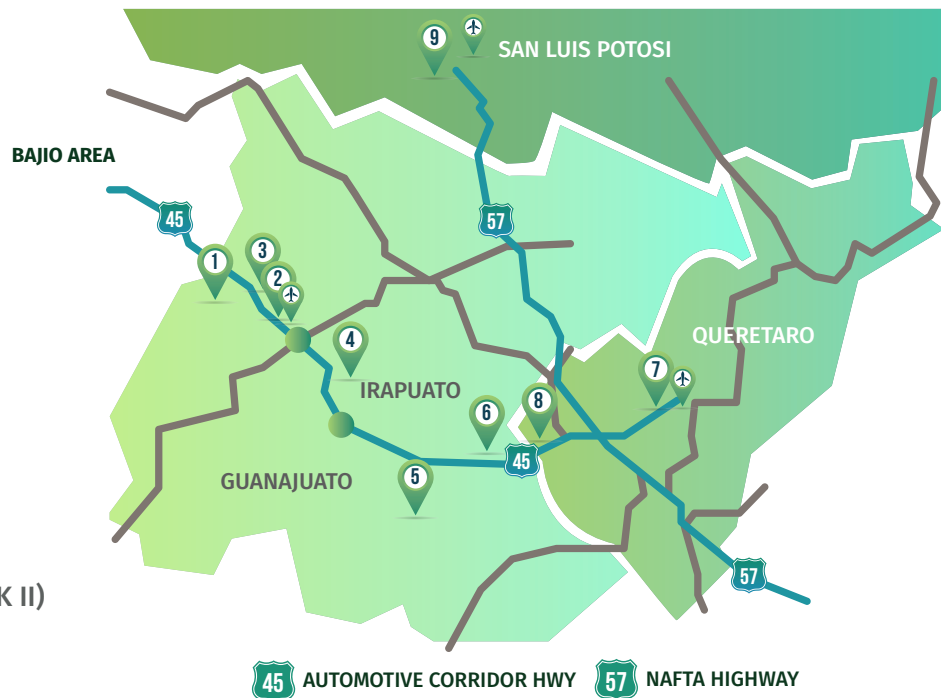 9
SAN LUIS POTOSI
BAJIO AREA
45
57
3
1
2
4
QUERETARO
7
IRAPUATO
6
8
45
5
GUANAJUATO
K II)
57
45 AUTOMOTIVE CORRIDOR HWY
57 NAFTA HIGHWAY